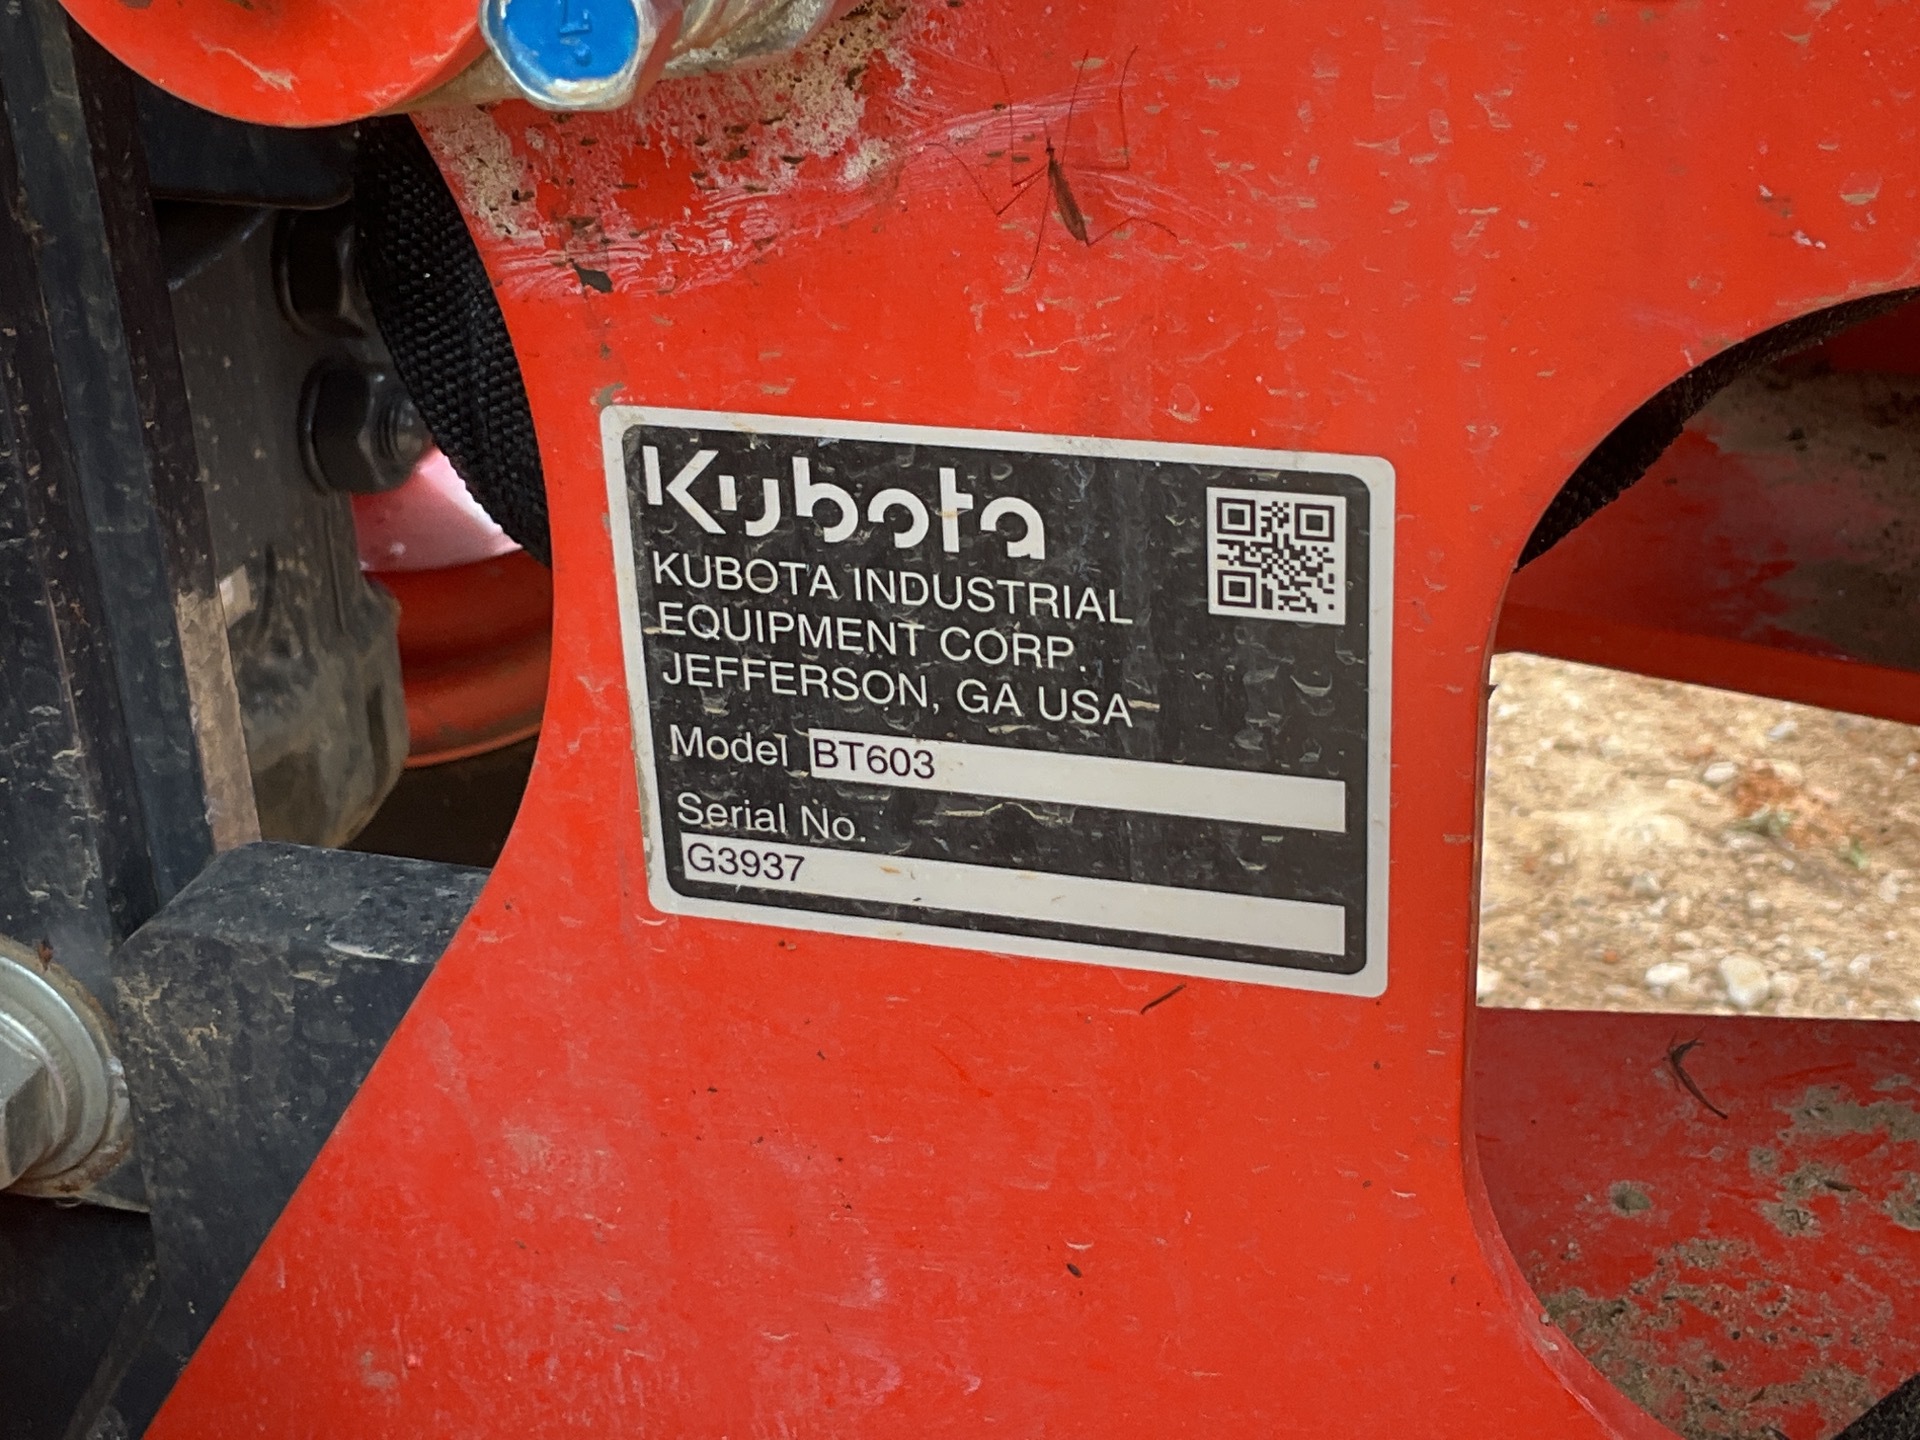 Kubota
KUBOTA INDUSTRIAL
EQUIPMENT CORP.
JEFFERSON, GA USA
Model BT603
Serial No.
G3937